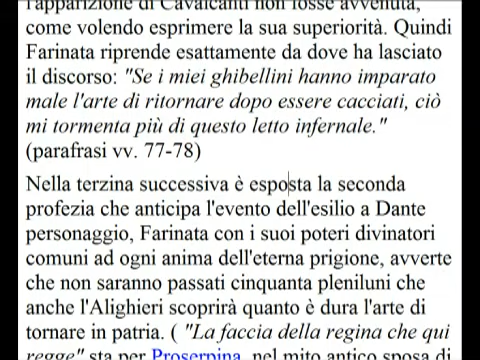 l'apparizione di Cavalcanti non fosse avvenuta,
come volendo esprimere la sua superiorità. Quindi
Farinata riprende esattamente da dove ha lasciato
il discorso: "Se i miei ghibellini hanno imparato
male l'arte di ritornare dopo essere cacciati, ciò
mi tormenta più di questo letto infernale."
(parafrasi vv. 77-78)
Nella terzina successiva è esposta la seconda
profezia che anticipa l'evento dell'esilio a Dante
personaggio, Farinata con i suoi poteri divinatori
comuni ad ogni anima dell'eterna prigione, avverte
che non saranno passati cinquanta pleniluni che
anche l'Alighieri scoprirà quanto è dura l'arte di
tornare in patria. ( "La faccia della regina che qui
regge" sta per Proserpina, nel mito antico sposa di